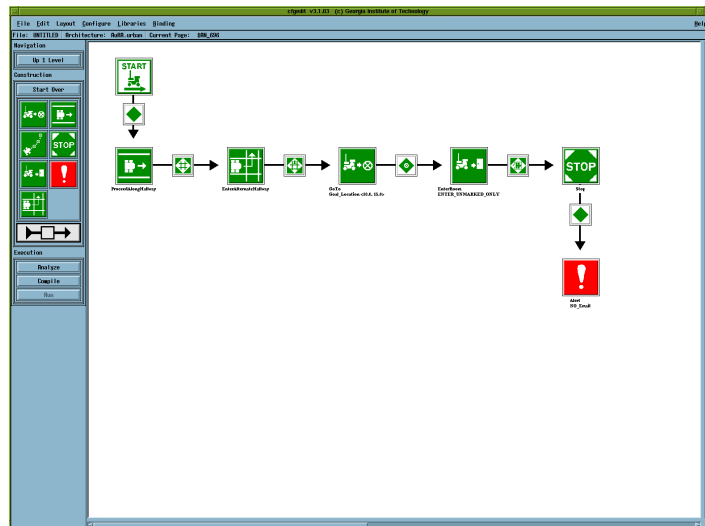 cfgedit v3.1.03 (c) Georgia Institute of Technology
File Edit Layout Configure Libraries Binding Help
File: UNTITLED Architecture: AuRA.urban Current Page:
Navigation
Up 1 Level
Construction
Start Over
STOP
Execution
Analyze
Compile
Run
START
STOP
ProceedAlongHallway
EnterAlternateHallway
GoTo
EnterRoom
ENTER_UNMARKED_ONLY
Stop
Alert
NO_Email